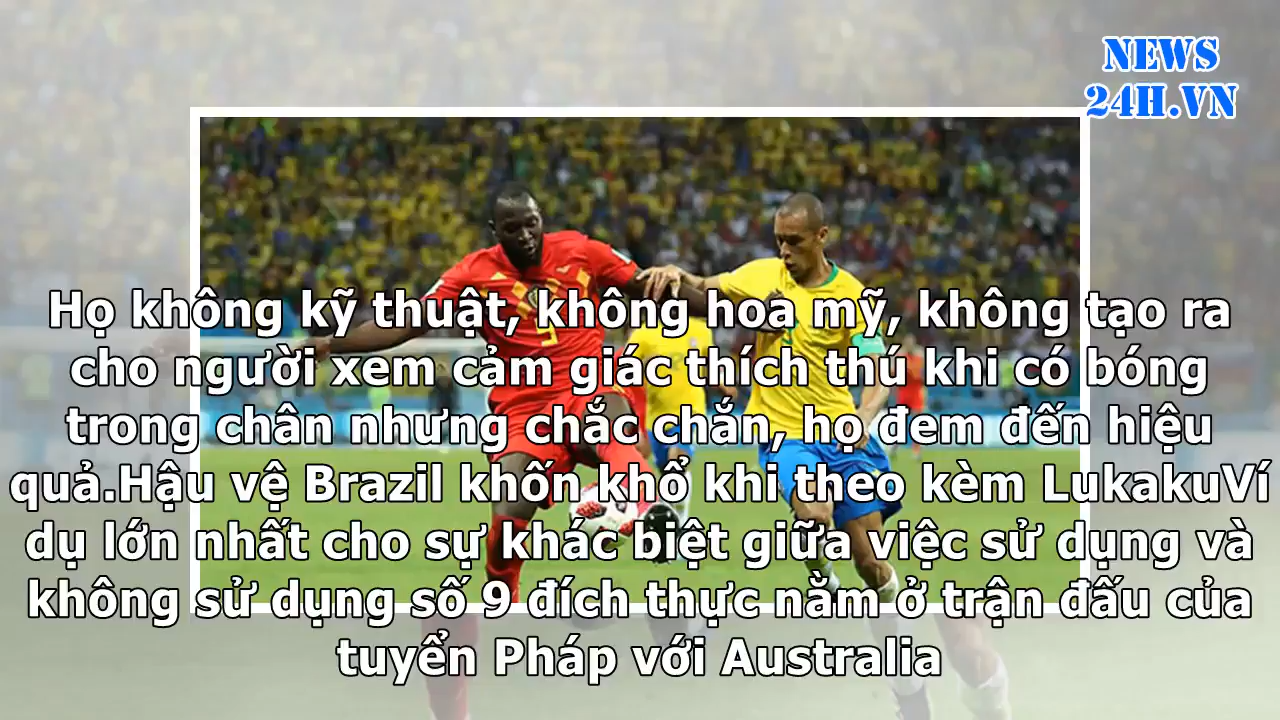 NEWS
24H.VN
Họ không kỹ thuật, không hoa mỹ, không tạo ra
cho người xem cảm giác thích thú khi có bóng
trong chân nhưng chắc chắn, họ đem đến hiệu
quả.Hậu vệ Brazil khốn khổ khi theo kèm LukakuVí
dụ lớn nhất cho sự khác biệt giữa việc sử dụng và
không sử dụng số 9 đích thực nằm ở trận đấu của
tuyển Pháp với Australia